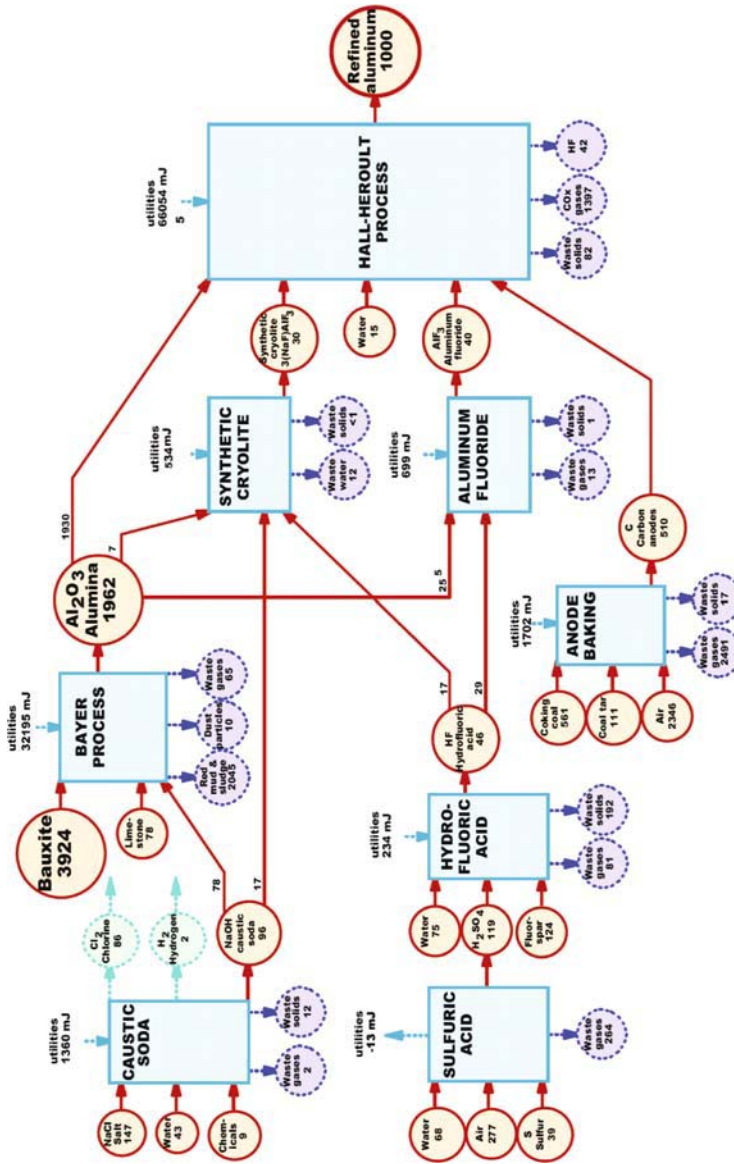 NaCl
Salt
147
Water
43
Chem-
icals
9
utilities
1360 mJ
CAUSTIC
SODA
Waste
gases
2
Waste
solids
12
Cl2
Chlorine
86
H2
Hydrogen
2
NaOH
caustic
soda
96
78
17
Bauxite
3924
Lime-
stone
78
utilities
32195 mJ
BAYER
PROCESS
Red
mud &
sludge
2045
Dust
particles
10
Waste
gases
65
Al2O3
Alumina
1962
1930
7
25 5
utilities
534mJ
SYNTHETIC
CRYOLITE
Waste
water
12
Waste
solids
<1
Synthetic
cryolite
3(NaF)AlF3
30
Water
15
utilities
699 mJ
ALUMINUM
FLUORIDE
Waste
gases
13
Waste
solids
1
AlF3
Aluminum
fluoride
40
utilities
66054 mJ
5
HALL-HEROULT
PROCESS
Waste
solids
82
COx
gases
1397
HF
42
Refined
aluminum
1000
Water
68
Air
277
S
Sulfur
39
utilities
-13 mJ
SULFURIC
ACID
Waste
gases
264
Water
75
H2SO4
119
Fluor-
spar
124
utilities
234 mJ
HYDRO-
FLUORIC
ACID
Waste
gases
81
Waste
solids
192
HF
Hydrofluoric
acid
46
17
29
Coking
coal
561
Coal tar
111
Air
2346
utilities
1702 mJ
ANODE
BAKING
Waste
gases
2491
Waste
solids
17
C
Carbon
anodes
510